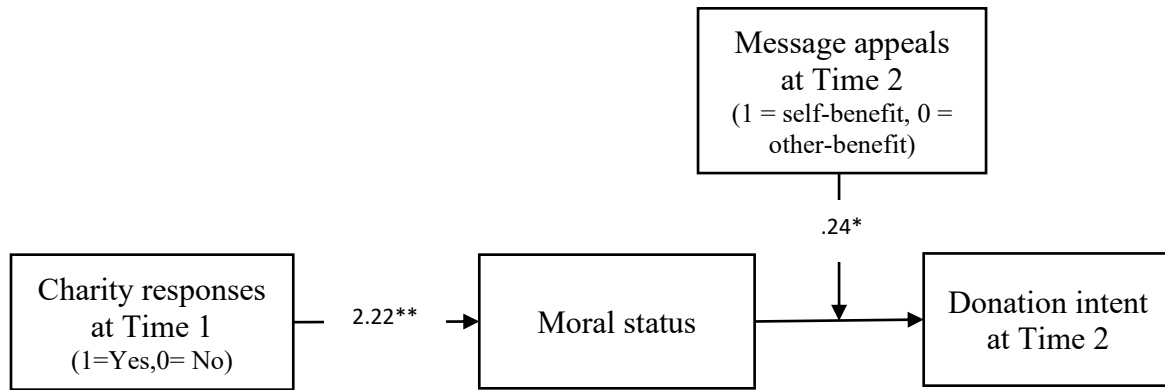 Message appeals
at Time 2
(1 = self-benefit, 0 =
other-benefit)
.24*
Charity responses
at Time 1
(1=Yes,0= No)
2.22**
Moral status
Donation intent
at Time 2